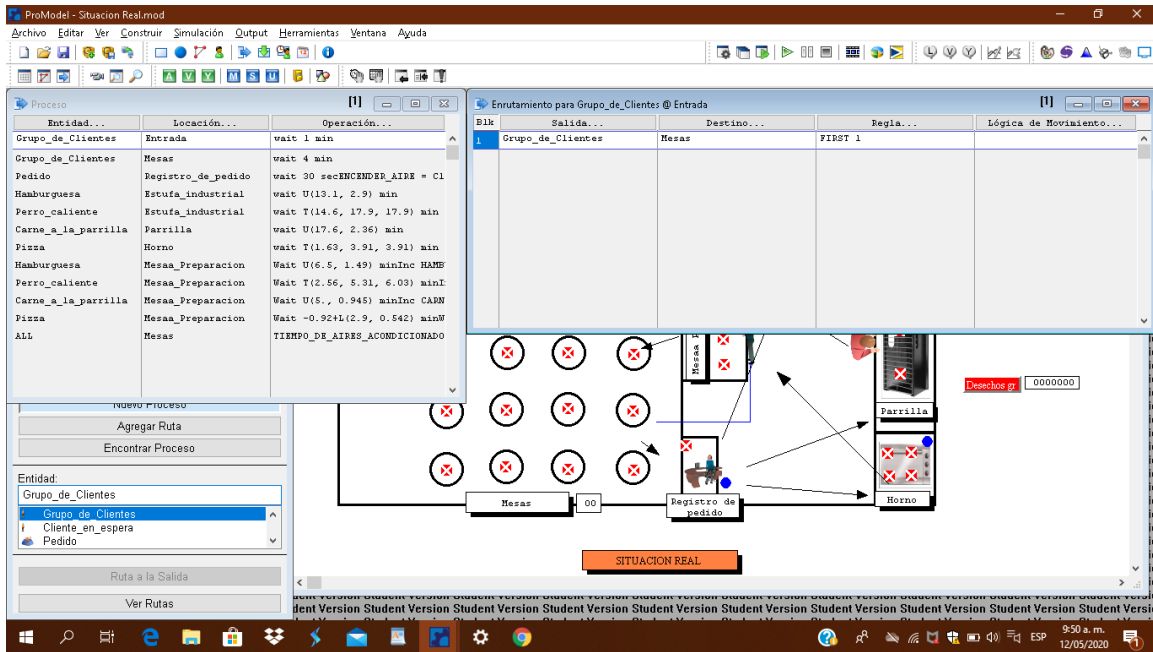 ProModel - Situacion Real.mod
Archivo Editar Ver Construir Simulación Output Herramientas Ventana Ayuda
Proceso [1]
Entidad... Locación... Operación...
Grupo_de_Clientes Entrada wait 1 min
Grupo_de_Clientes Mesas wait 4 min
Pedido Registro_de_pedido wait 30 secENCENDER_AIRE = Cl
Hamburguesa Estufa_industrial wait U(13.1, 2.9) min
Perro_caliente Estufa_industrial wait T(14.6, 17.9, 17.9) min
Carne_a_la_parrilla Parrilla wait U(17.6, 2.36) min
Pizza Horno wait T(1.63, 3.91, 3.91) min
Hamburguesa Mesaa_Preparacion Wait U(6.5, 1.49) minInc HAMB
Perro_caliente Mesaa_Preparacion Wait T(2.56, 5.31, 6.03) minI
Carne_a_la_parrilla Mesaa_Preparacion Wait U(5., 0.945) minInc CARN
Pizza Mesaa_Preparacion Wait -0.92+L(2.9, 0.542) minW
ALL Mesas TIEMPO_DE_AIRES_ACONDICIONADO
Enrutamiento para Grupo_de_Clientes @ Entrada [1]
Blk Salida... Destino... Regla... Lógica de Movimiento...
1 Grupo_de_Clientes Mesas FIRST 1
Nuevo Proceso
Agregar Ruta
Encontrar Proceso
Entidad:
Grupo_de_Clientes
Grupo_de_Clientes
Cliente_en_espera
Pedido
Ruta a la Salida
Ver Rutas
Mesaa P
Desechos gr 0000000
Parrilla
Horno
Mesas 00
Registro de
pedido
SITUACION REAL
dent Version Student Version Student Version Student Version Student Version Student Version Student Version Student Version Student Versi
ESP
9:50 a. m.
12/05/2020